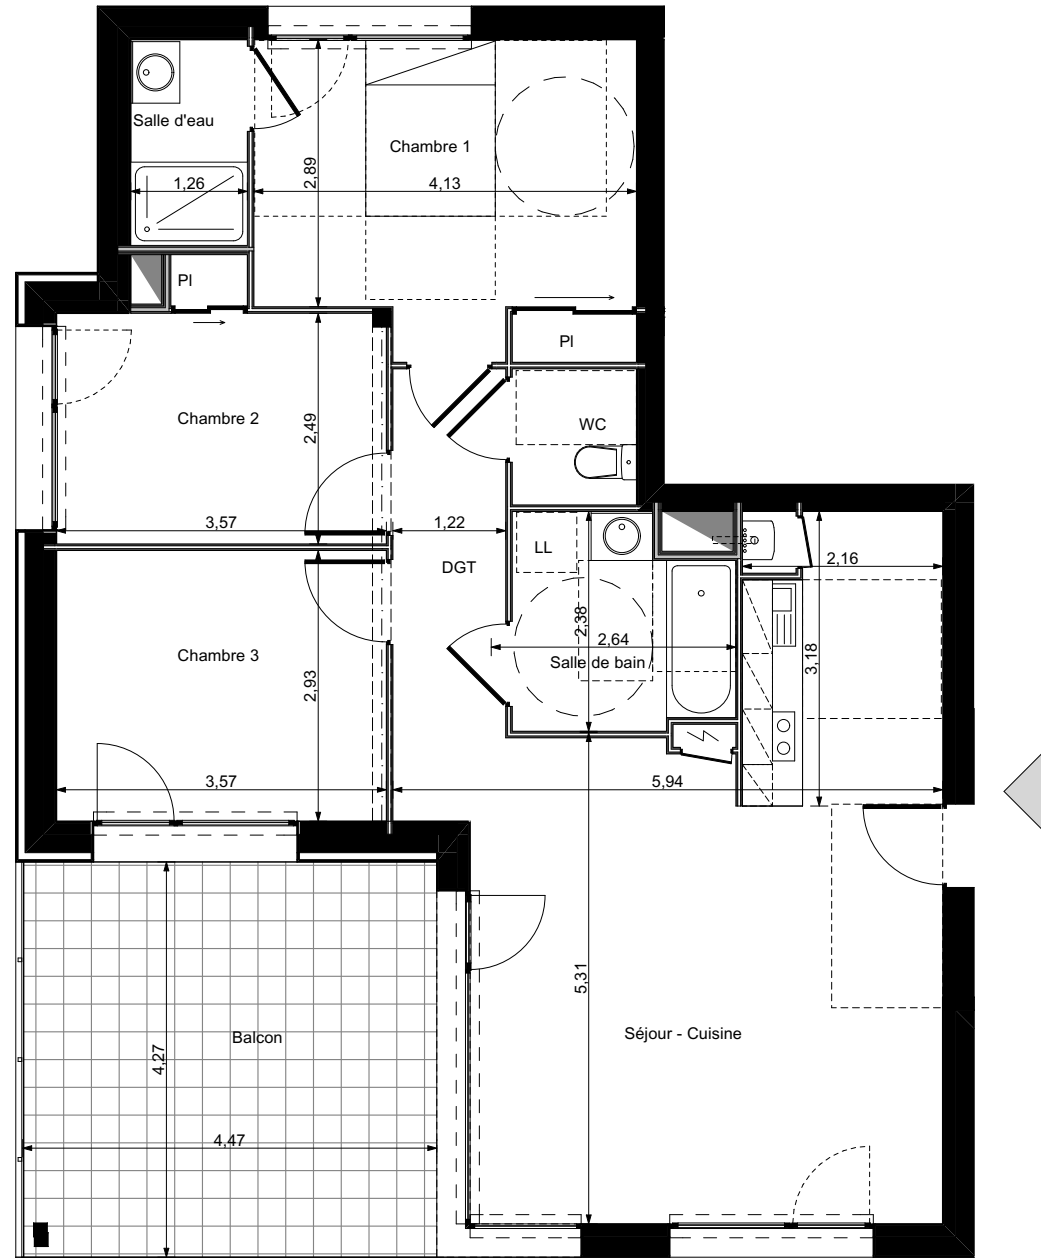 Salle d'eau
Chambre 1
2,89
1,26
4,13
Pl
Pl
Chambre 2
WC
2,49
3,57
1,22
LL
DGT
2,16
2,38
2,64
Salle de bain
Chambre 3
3,18
2,93
3,57
5,94
5,31
Balcon
Séjour - Cuisine
4,27
4,47